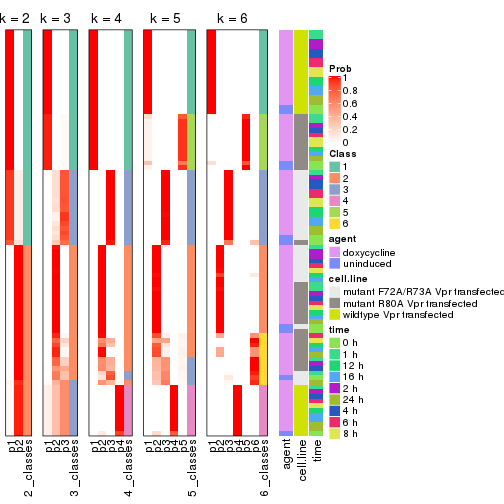 k = 2
k = 3
k = 4
k = 5
k = 6
Prob
1
0.8
0.6
0.4
0.2
0
Class
1
2
3
4
5
6
agent
doxycycline
uninduced
cell.line
mutant F72A/R73A Vpr transfected
mutant R80A Vpr transfected
wildtype Vpr transfected
time
0 h
1 h
12 h
16 h
2 h
24 h
4 h
6 h
8 h
p1
p2
2_classes
p1
p2
p3
3_classes
p1
p2
p3
p4
4_classes
p1
p2
p3
p4
p5
5_classes
p1
p2
p3
p4
p5
p6
6_classes
agent
cell.line
time